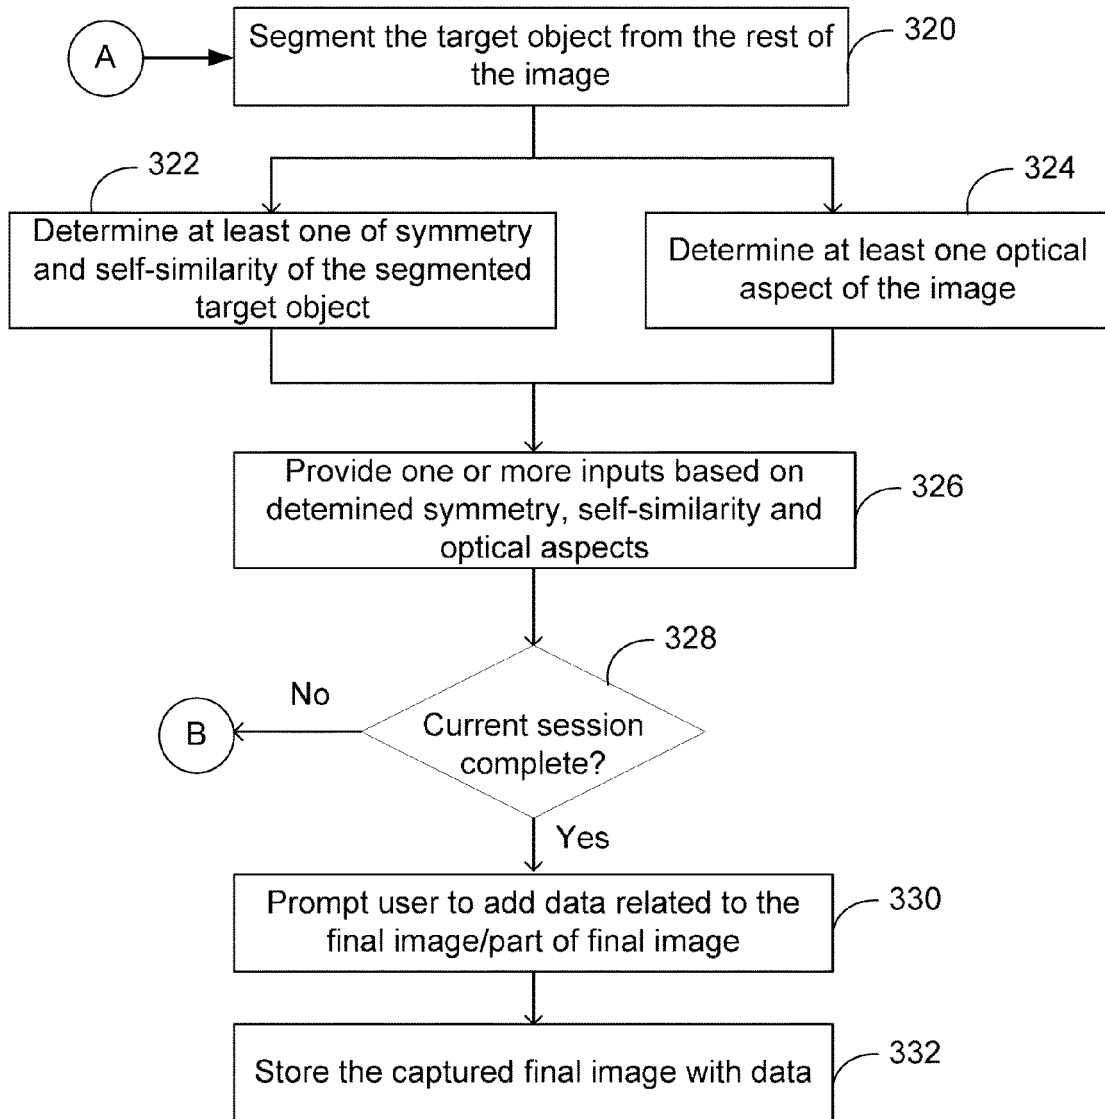 A
Segment the target object from the rest of
the image
320
322
324
Determine at least one of symmetry
and self-similarity of the segmented
target object
Determine at least one optical
aspect of the image
Provide one or more inputs based on
detemined symmetry, self-similarity and
optical aspects
326
328
No
B
Current session
complete?
Yes
Prompt user to add data related to the
final image/part of final image
330
Store the captured final image with data
332